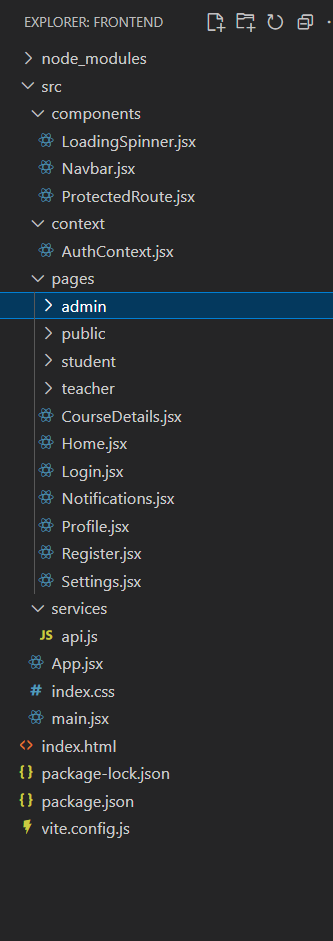 EXPLORER: FRONTEND
node_modules
src
components
LoadingSpinner.jsx
Navbar.jsx
ProtectedRoute.jsx
context
AuthContext.jsx
pages
admin
public
student
teacher
CourseDetails.jsx
Home.jsx
Login.jsx
Notifications.jsx
Profile.jsx
Register.jsx
Settings.jsx
services
JS api.js
App.jsx
# index.css
main.jsx
<> index.html
{} package-lock.json
{} package.json
vite.config.js